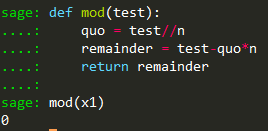 sage: def mod(test):
....:     quo = test//n
....:     remainder = test-quo*n
....:     return remainder
....:
sage: mod(x1)
0